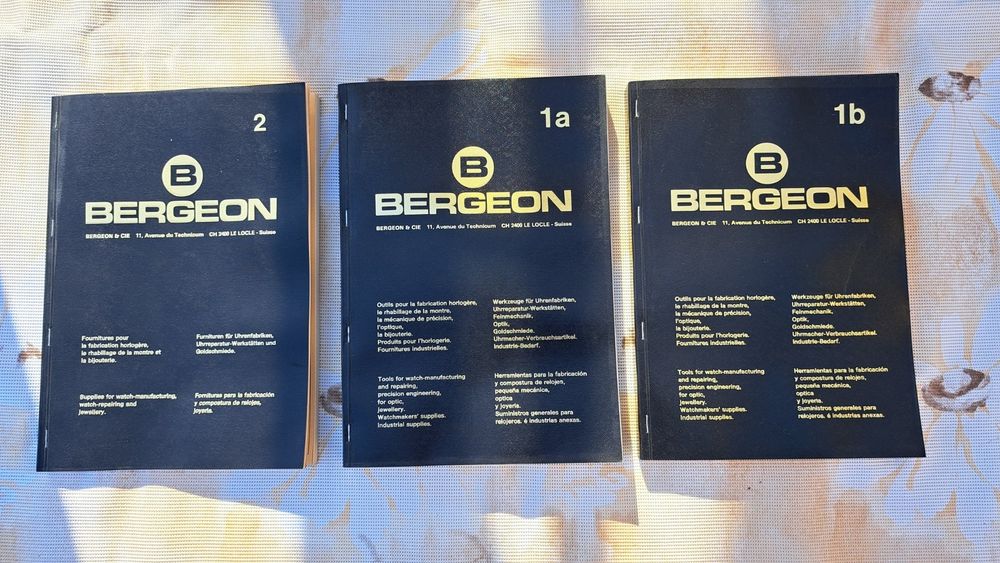 2
B
BERGEON
BERGEON & CIE 11, Avenue du Technicum CH 2400 LE LOCLE - Suisse
Fournitures pour
la fabrication horlogère,
le rhabillage de la montre et
la bijouterie.
Furnituren für Uhrenfabriken,
Uhrreparatur-Werkstätten und
Goldschmiede.
Supplies for watch-manufacturing,
watch-repairing and
jewellery.
Fornituras para la fabricación
y compostura de relojes,
joyería.
1a
B
BERGEON
BERGEON & CIE 11, Avenue du Technicum CH 2400 LE LOCLE - Suisse
Outils pour la fabrication horlogère,
le rhabillage de la montre,
la mécanique de précision,
l'optique,
la bijouterie.
Produits pour l'horlogerie.
Fournitures industrielles.
Werkzeuge für Uhrenfabriken,
Uhrreparatur-Werkstätten,
Feinmechanik,
Optik,
Goldschmiede.
Uhrmacher-Verbrauchsartikel.
Industrie-Bedarf.
Tools for watch-manufacturing
and repairing,
precision engineering,
for optic,
jewellery.
Watchmakers' supplies.
Industrial supplies.
Herramientas para la fabricación
y compostura de relojes,
pequeña mecánica,
optica
y joyería.
Suministros generales para
relojeros, é industrias anexas.
1b
B
BERGEON
BERGEON & CIE 11, Avenue du Technicum CH 2400 LE LOCLE - Suisse
Outils pour la fabrication horlogère,
le rhabillage de la montre,
la mécanique de précision,
l'optique,
la bijouterie.
Produits pour l'horlogerie.
Fournitures industrielles.
Werkzeuge für Uhrenfabriken,
Uhrreparatur-Werkstätten,
Feinmechanik,
Optik,
Goldschmiede.
Uhrmacher-Verbrauchsartikel.
Industrie-Bedarf.
Tools for watch-manufacturing
and repairing,
precision engineering,
for optic,
jewellery.
Watchmakers' supplies.
Industrial supplies.
Herramientas para la fabricación
y compostura de relojes,
pequeña mecánica,
optica
y joyería.
Suministros generales para
relojeros, é industrias anexas.